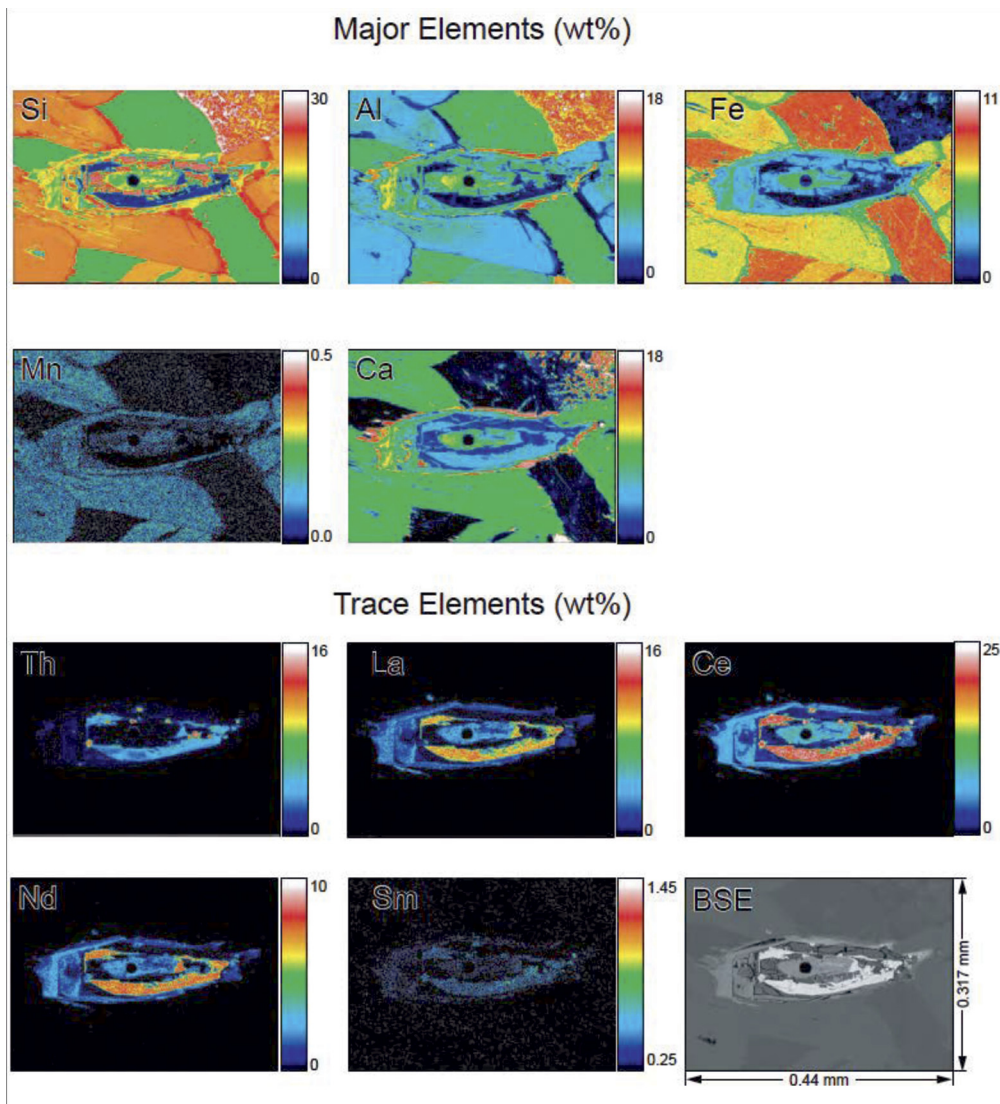 Major Elements (wt%)
Si 30 0
Al 18 0
Fe 11 0
Mn 0.5 0.0
Ca 18 0
Trace Elements (wt%)
Th 16 0
La 16 0
Ce 25 0
Nd 10 0
Sm 1.45 0.25
BSE
0.317 mm
0.44 mm